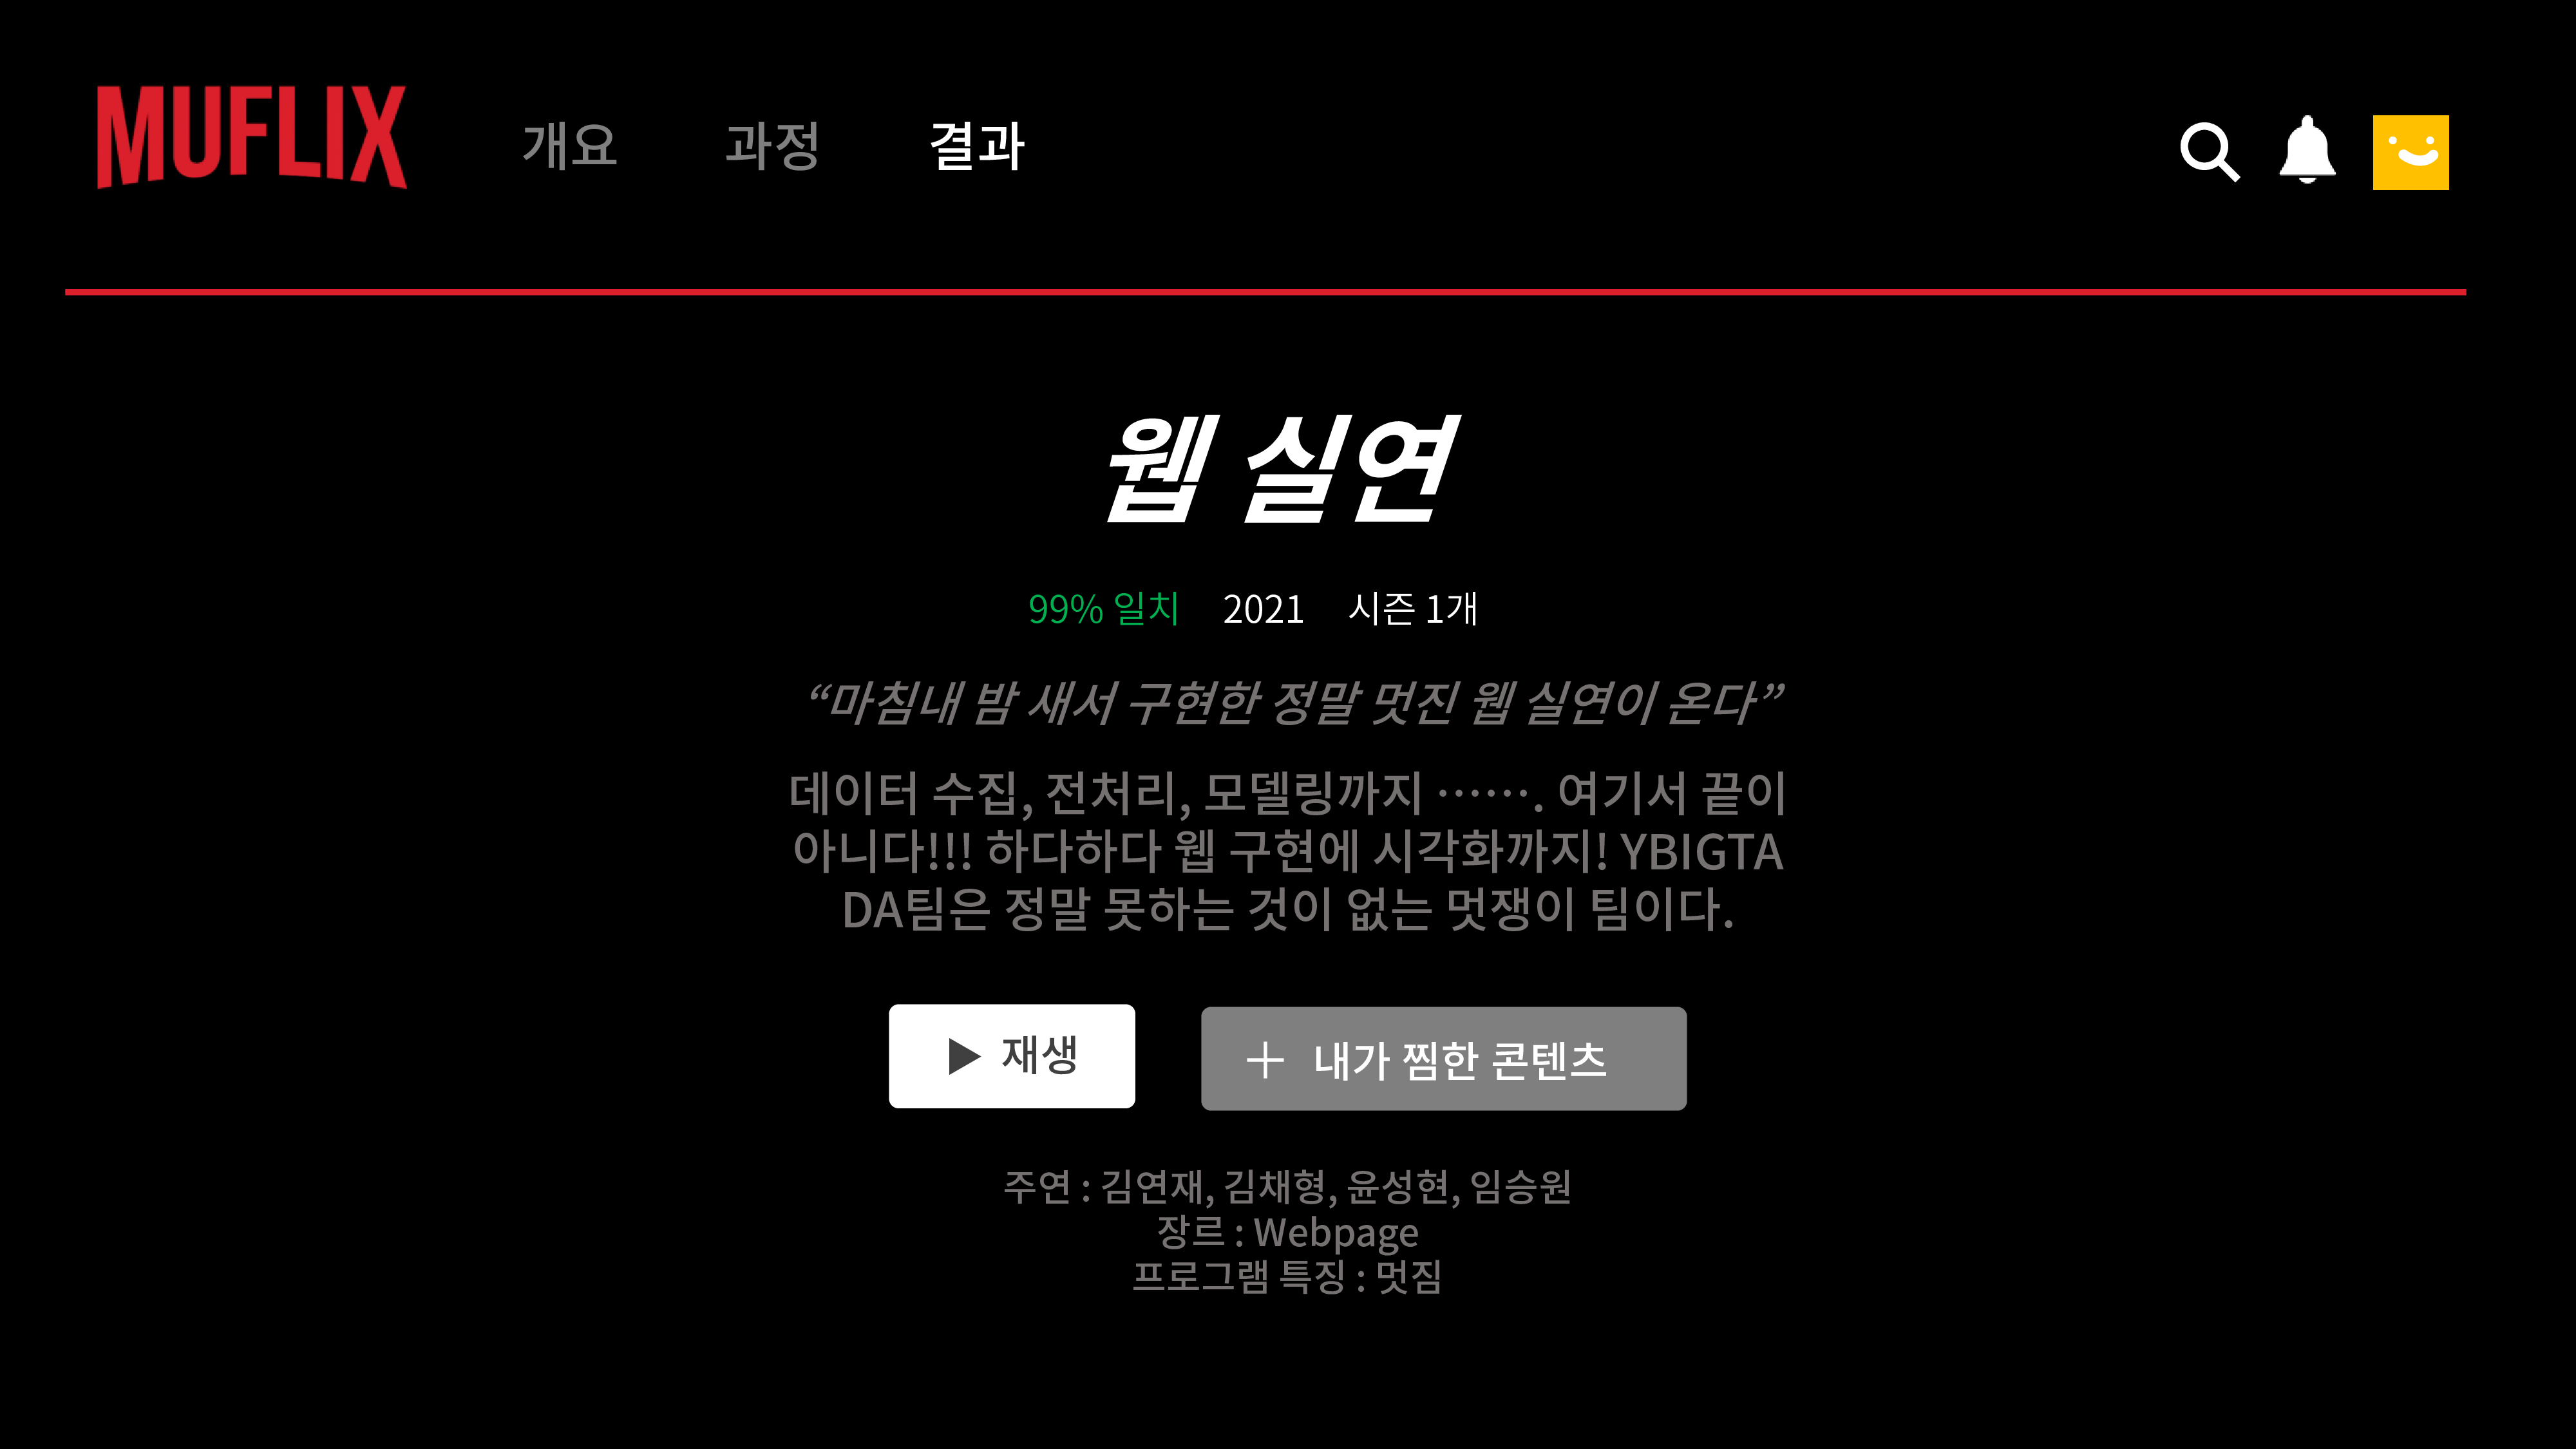 MUFLIX 개요 과정 결과
웹 실연
99% 일치 2021 시즌 1개
“마침내 밤 새서 구현한 정말 멋진 웹 실연이 온다”
데이터 수집, 전처리, 모델링까지 ……. 여기서 끝이
아니다!!! 하다하다 웹 구현에 시각화까지! YBIGTA
DA팀은 정말 못하는 것이 없는 멋쟁이 팀이다.
▶ 재생 + 내가 찜한 콘텐츠
주연 : 김연재, 김채형, 윤성현, 임승원
장르 : Webpage
프로그램 특징 : 멋짐